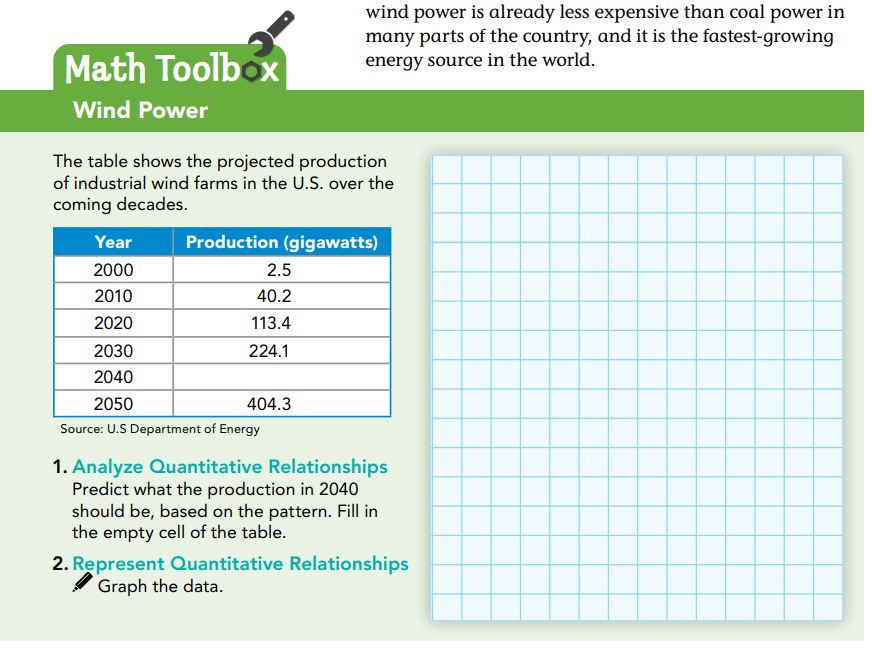 wind power is already less expensive than coal power in
many parts of the country, and it is the fastest-growing
energy source in the world.
Math Toolbox
Wind Power
The table shows the projected production
of industrial wind farms in the U.S. over the
coming decades.
Year Production (gigawatts)
2000 2.5
2010 40.2
2020 113.4
2030 224.1
2040
2050 404.3
Source: U.S Department of Energy
1. Analyze Quantitative Relationships
Predict what the production in 2040
should be, based on the pattern. Fill in
the empty cell of the table.
2. Represent Quantitative Relationships
Graph the data.